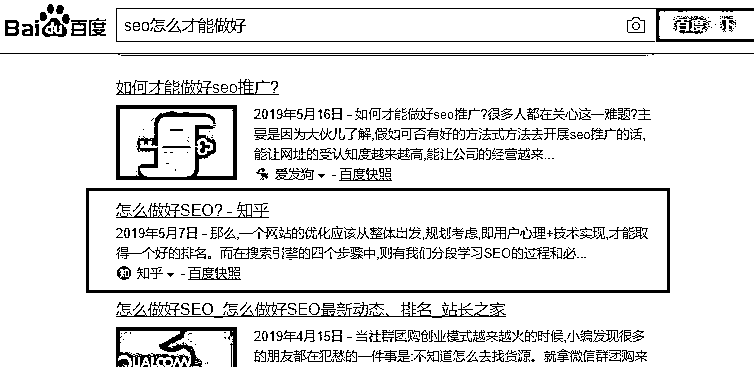 Bai du 百度 seo怎么才能做好 百度一下
如何才能做好seo推广?
2019年5月16日 - 如何才能做好seo推广?很多人都在关心这一难题?主
要是因为大伙儿了解,假如可否有好的方法式方法去开展seo推广的话,
能让网址的受认知度越来越高,能让公司的经营越来...
爱发狗 - 百度快照
怎么做好SEO? - 知乎
2019年6月7日 - 那么,一个网站的优化应该从整体出发,规划考虑,即用户心理+技术实现,才能取
得一个好的排名。而在搜索引擎的四个步骤中,则有我们分段学习SEO的过程和必...
知 知乎 - 百度快照
怎么做好SEO_怎么做好SEO最新动态、排名_站长之家
2019年4月15日 - 当社群团购创业模式越来越火的时候,小编发现很多
QUALCOMM 的朋友都在犯愁的一件事是:不知道怎么去找货源。就拿微信群团购来